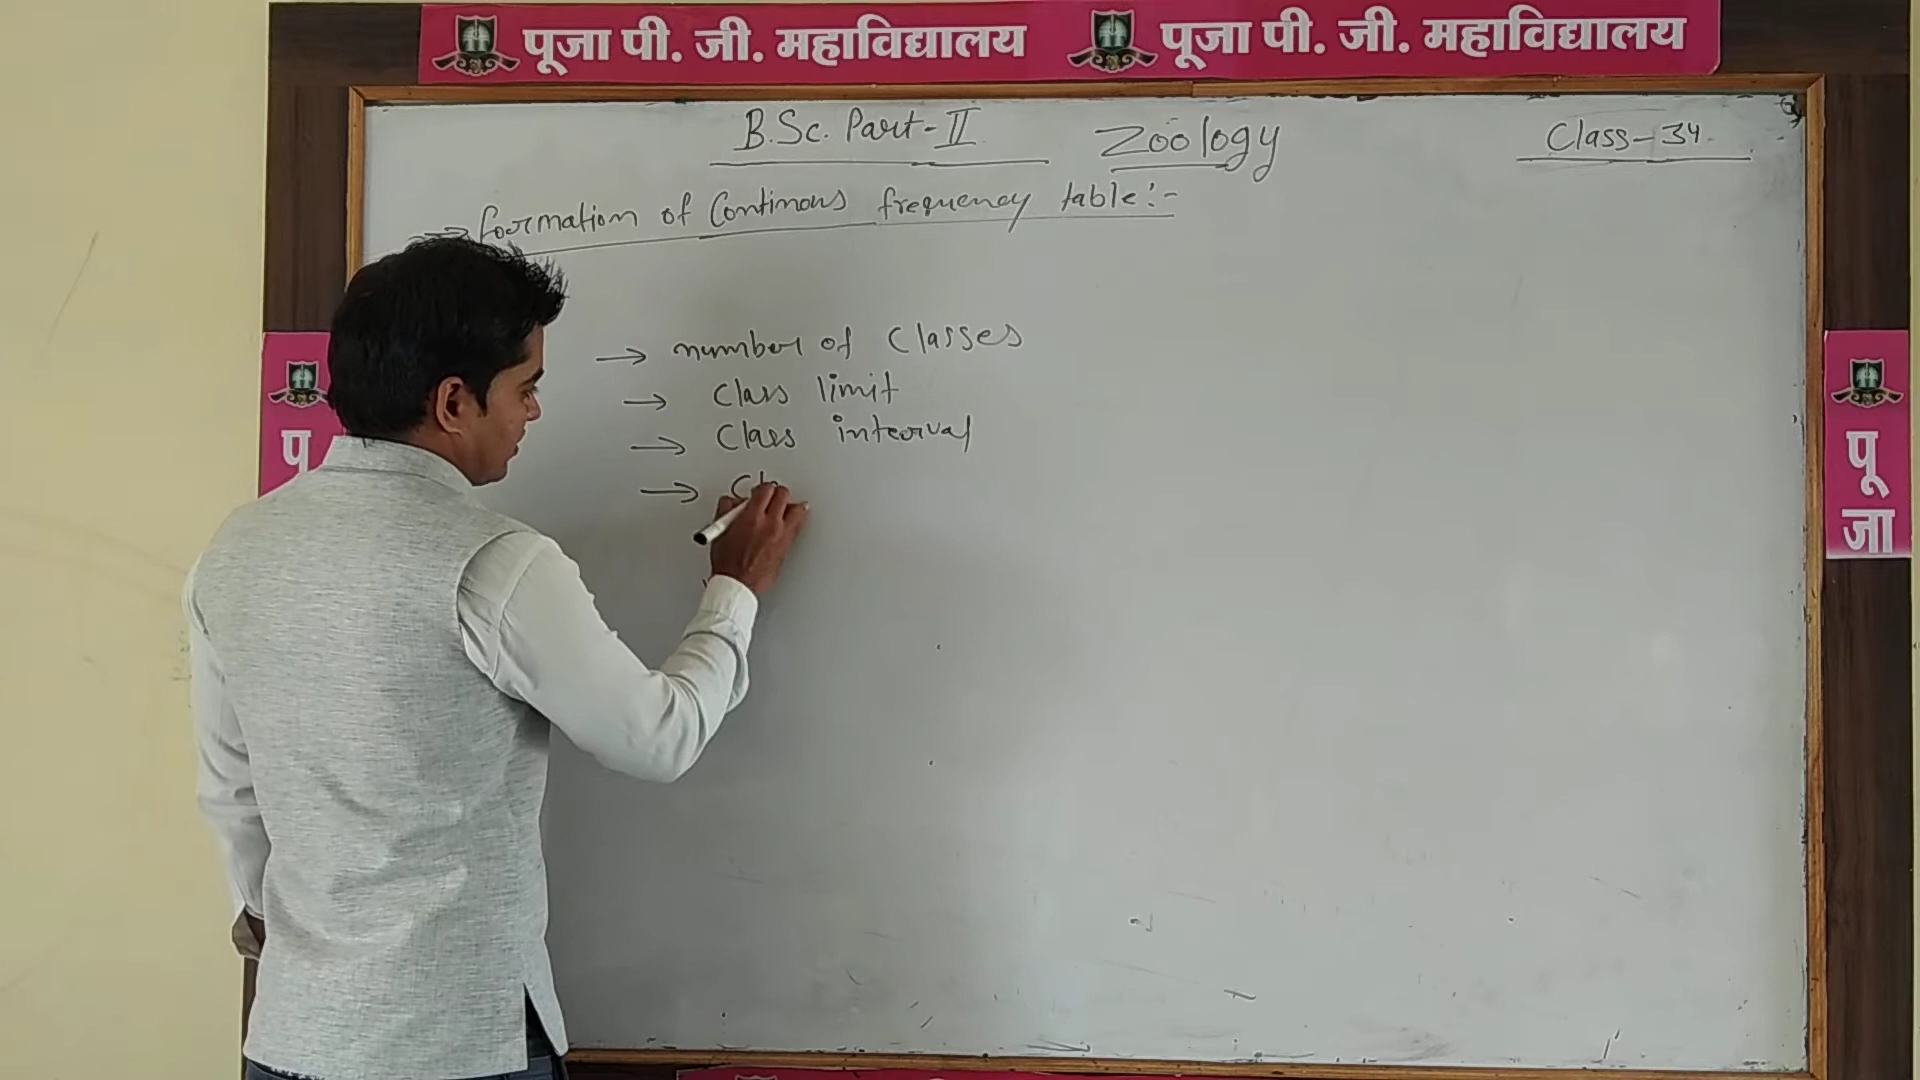 पूजा पी. जी. महाविद्यालय पूजा पी. जी. महाविद्यालय
B.Sc. Part-II Zoology Class-34
→ formation of Continous frequency table:-
→ number of classes
→ Class limit
→ Class interval
→ Cl
पू
पू
जा